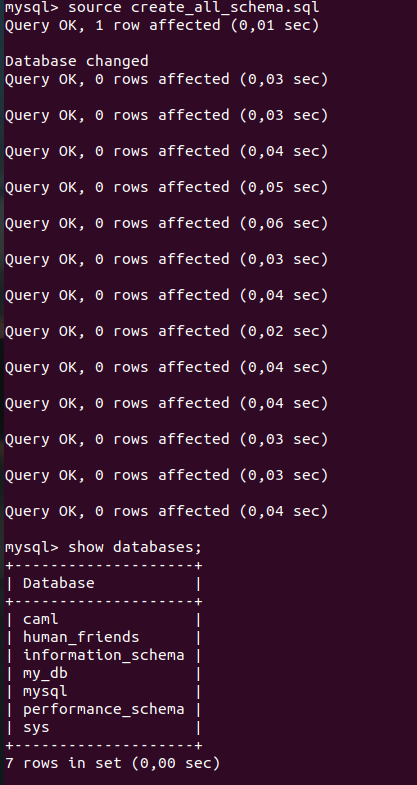 mysql> source create_all_schema.sql
Query OK, 1 row affected (0,01 sec)
Database changed
Query OK, 0 rows affected (0,03 sec)
Query OK, 0 rows affected (0,03 sec)
Query OK, 0 rows affected (0,04 sec)
Query OK, 0 rows affected (0,05 sec)
Query OK, 0 rows affected (0,06 sec)
Query OK, 0 rows affected (0,03 sec)
Query OK, 0 rows affected (0,04 sec)
Query OK, 0 rows affected (0,02 sec)
Query OK, 0 rows affected (0,04 sec)
Query OK, 0 rows affected (0,04 sec)
Query OK, 0 rows affected (0,03 sec)
Query OK, 0 rows affected (0,03 sec)
Query OK, 0 rows affected (0,04 sec)
mysql> show databases;
+--------------------+
| Database           |
+--------------------+
| caml               |
| human_friends      |
| information_schema |
| my_db              |
| mysql              |
| performance_schema |
| sys                |
+--------------------+
7 rows in set (0,00 sec)